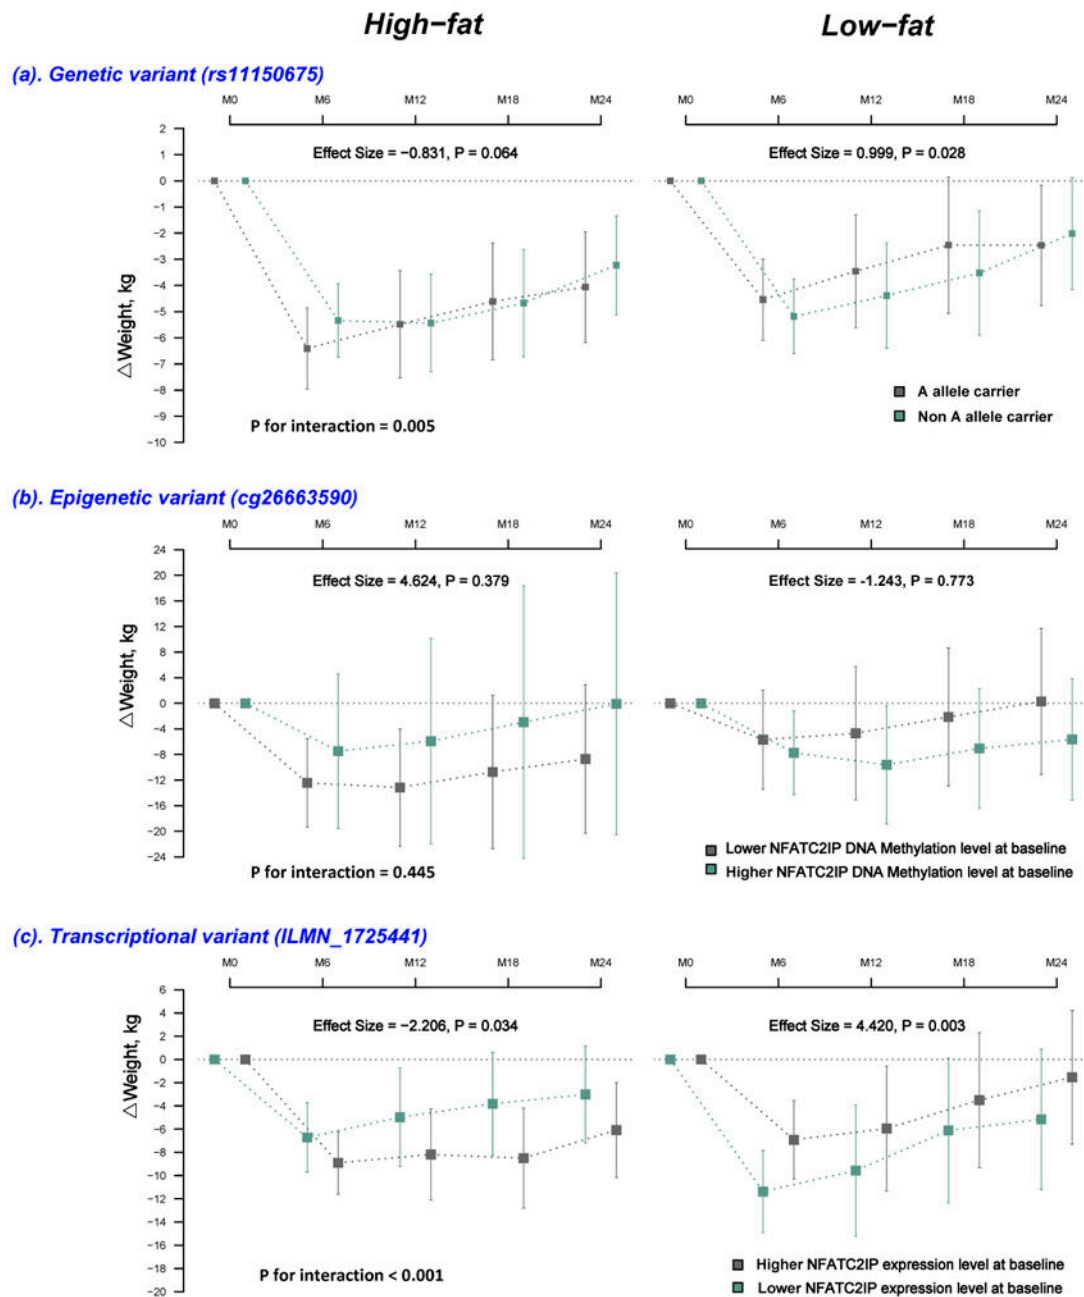 High−fat Low−fat
(a). Genetic variant (rs11150675)
M0 M6 M12 M18 M24 M0 M6 M12 M18 M24
Effect Size = −0.831, P = 0.064 Effect Size = 0.999, P = 0.028
△Weight, kg
2
1
0
−1
−2
−3
−4
−5
−6
−7
−8
−9
−10
A allele carrier
Non A allele carrier
P for interaction = 0.005
(b). Epigenetic variant (cg26663590)
M0 M6 M12 M18 M24 M0 M6 M12 M18 M24
Effect Size = 4.624, P = 0.379 Effect Size = -1.243, P = 0.773
△Weight, kg
24
20
16
12
8
4
0
−4
−8
−12
−16
−20
−24
Lower NFATC2IP DNA Methylation level at baseline
Higher NFATC2IP DNA Methylation level at baseline
P for interaction = 0.445
(c). Transcriptional variant (ILMN_1725441)
M0 M6 M12 M18 M24 M0 M6 M12 M18 M24
Effect Size = −2.206, P = 0.034 Effect Size = 4.420, P = 0.003
△Weight, kg
6
4
2
0
−2
−4
−6
−8
−10
−12
−14
−16
−18
−20
Higher NFATC2IP expression level at baseline
Lower NFATC2IP expression level at baseline
P for interaction < 0.001